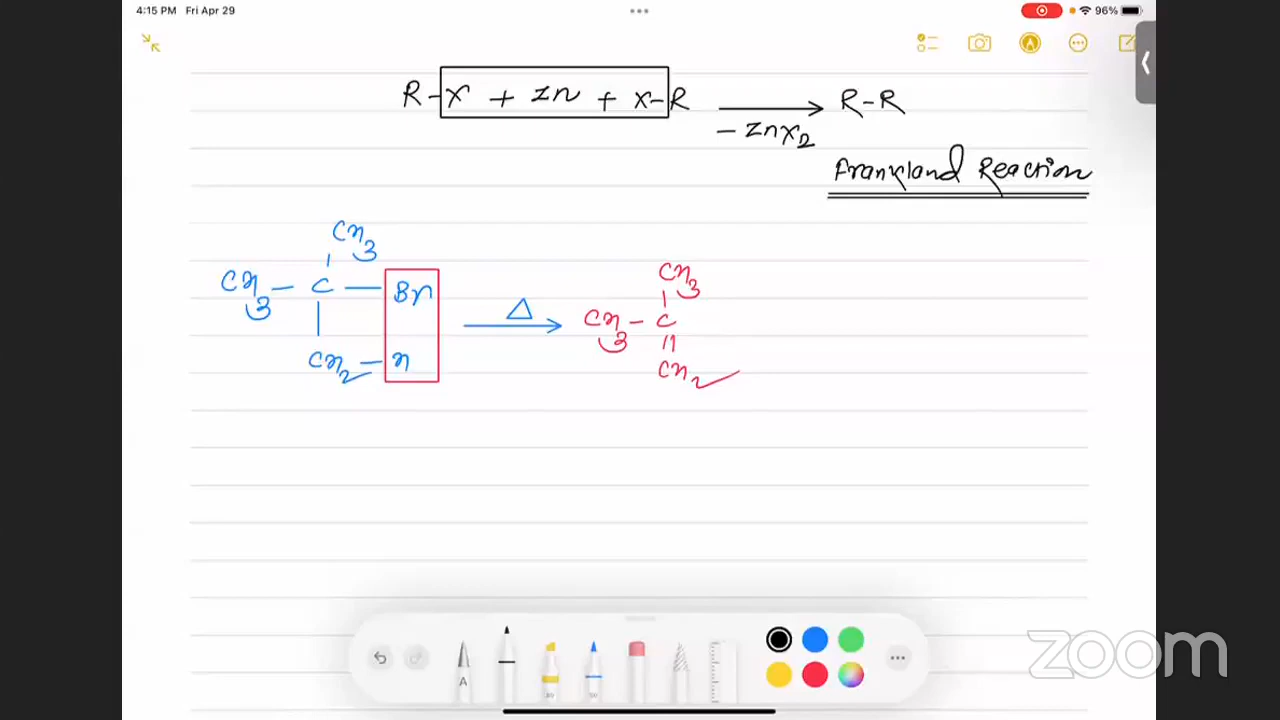 4:15 PM Fri Apr 29
96%
R-X + Zn + X-R → R-R
- ZnX2
Frankland Reaction
CH3
CH3 - C - Br
CH2 - H
Δ
CH3
CH3 - C
CH2
A
zoom